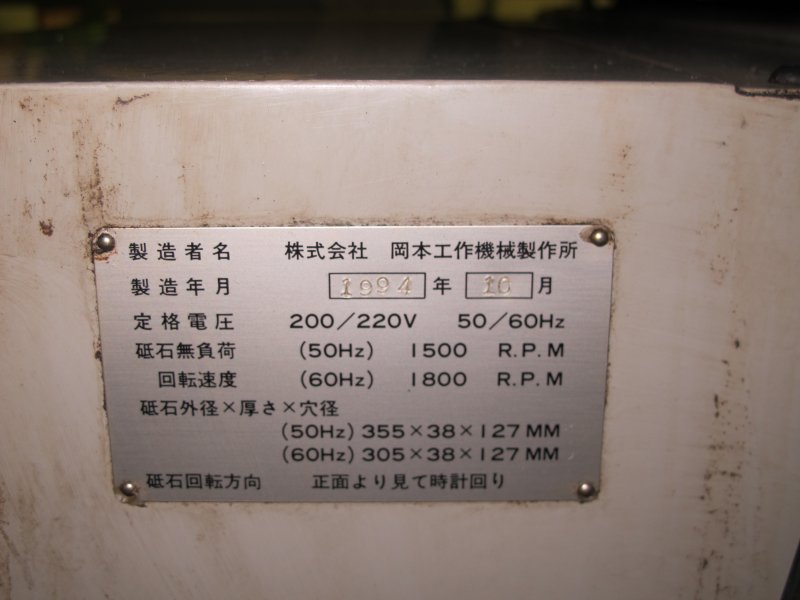 製造者名 株式会社 岡本工作機械製作所
製造年月 1994 年 10 月
定格電圧 200/220V 50/60Hz
砥石無負荷 (50Hz) 1500 R.P.M
回転速度 (60Hz) 1800 R.P.M
砥石外径×厚さ×穴径
(50Hz) 355×38×127MM
(60Hz) 305×38×127MM
砥石回転方向 正面より見て時計回り